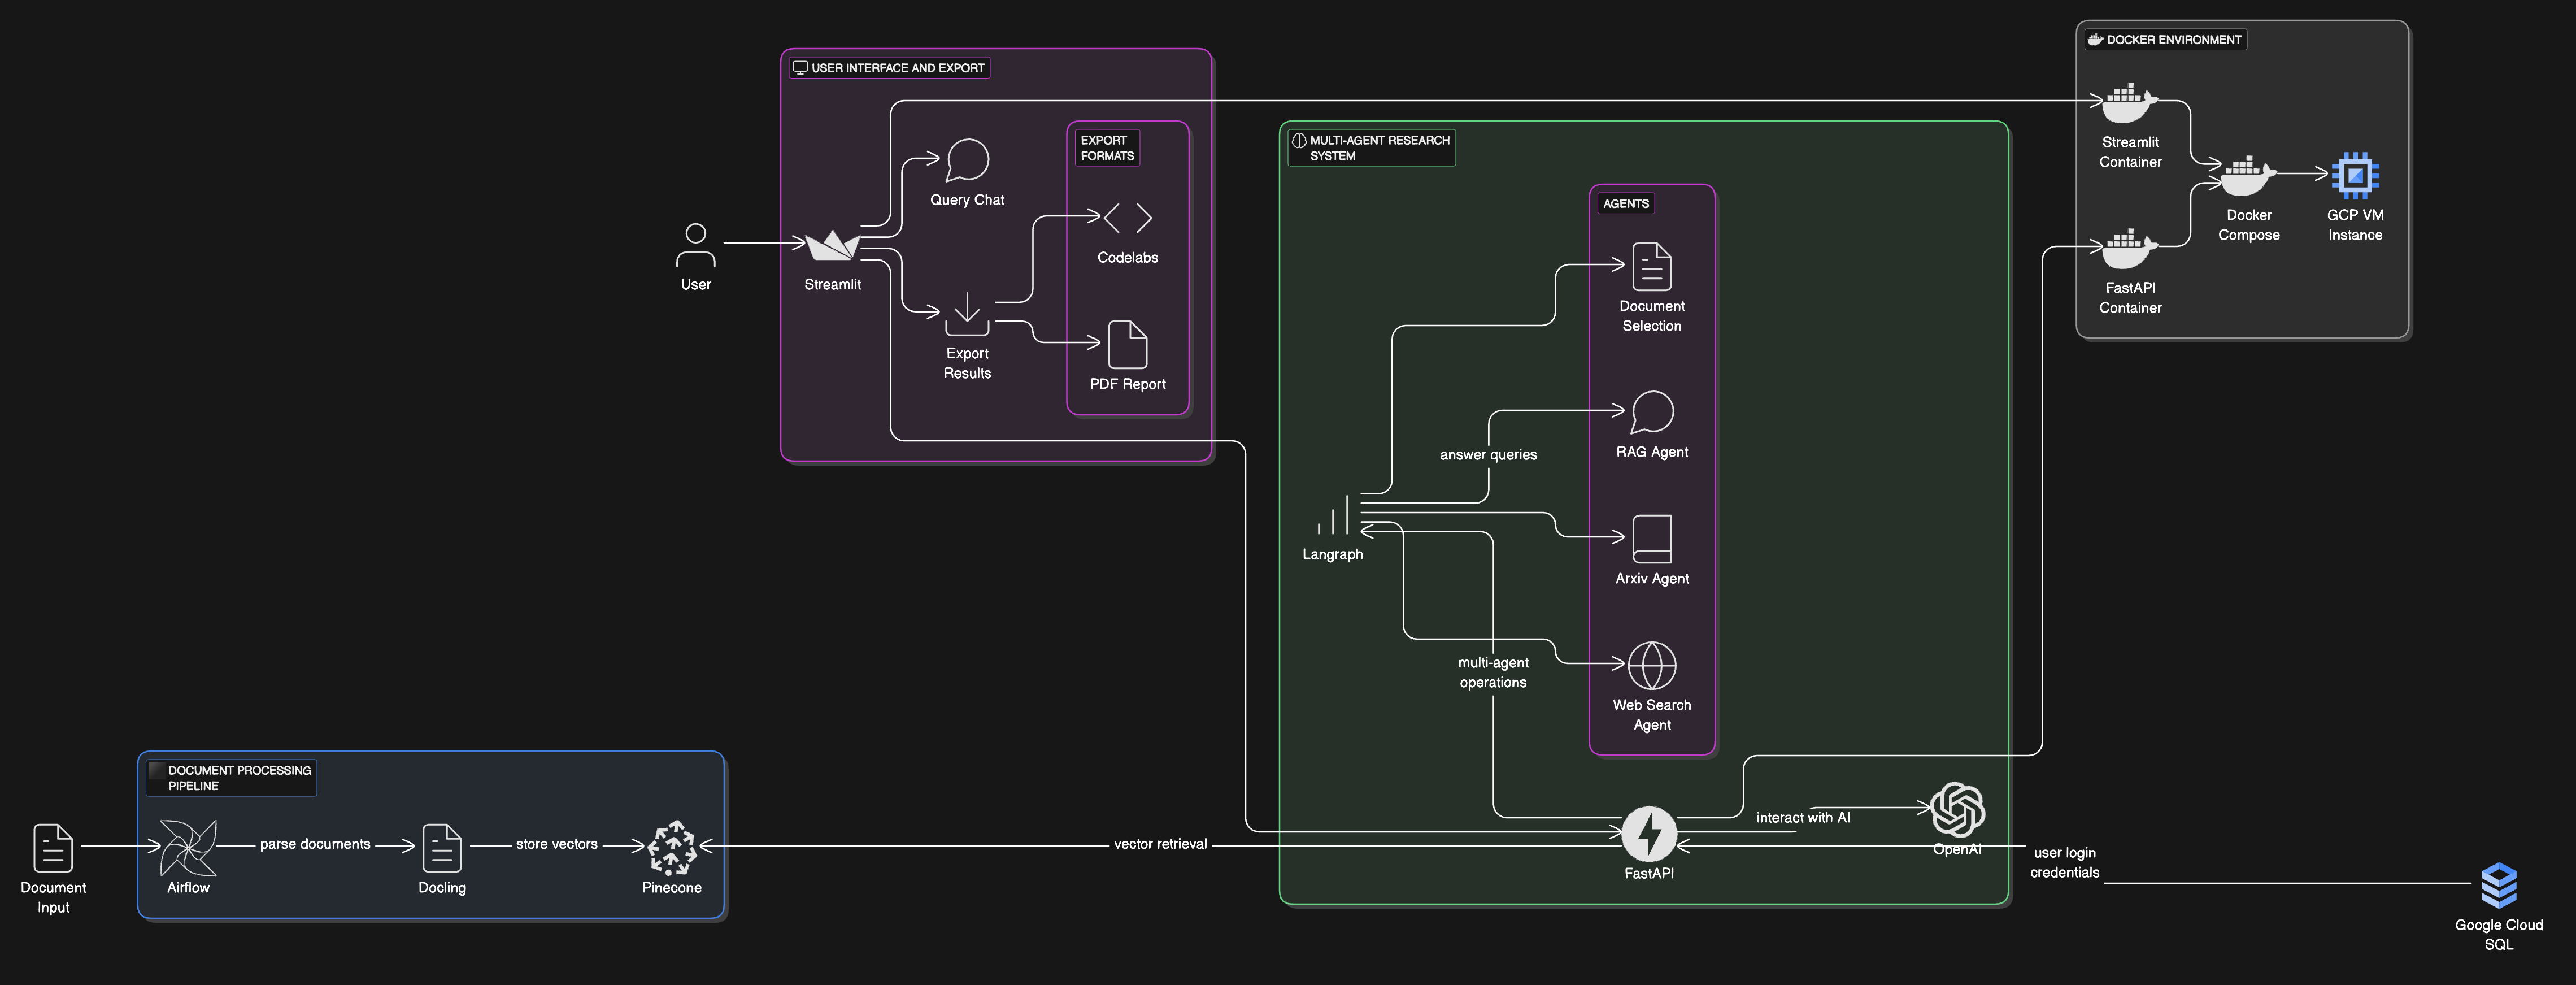 DOCKER ENVIRONMENT
USER INTERFACE AND EXPORT
EXPORT
FORMATS
MULTI-AGENT RESEARCH
SYSTEM
Streamlit
Container
Query Chat
AGENTS
Docker
Compose
GCP VM
Instance
Codelabs
User
Streamlit
FastAPI
Container
Document
Selection
Export
Results
PDF Report
answer queries
RAG Agent
Langraph
Arxiv Agent
multi-agent
operations
Web Search
Agent
DOCUMENT PROCESSING
PIPELINE
interact with AI
parse documents
store vectors
vector retrieval
OpenAI
user login
credentials
Document
Input
Airflow
Docling
Pinecone
FastAPI
Google Cloud
SQL